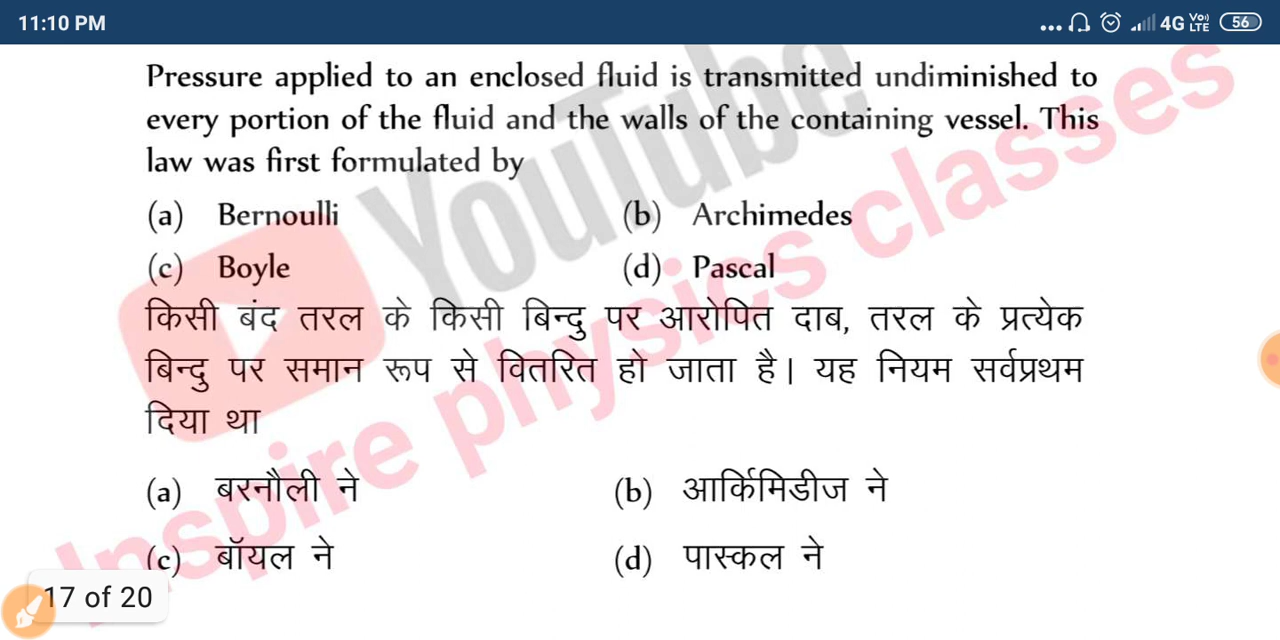 11:10 PM
... 4G Vo) LTE 56
Pressure applied to an enclosed fluid is transmitted undiminished to
every portion of the fluid and the walls of the containing vessel. This
law was first formulated by
(a) Bernoulli (b) Archimedes
(c) Boyle (d) Pascal
किसी बंद तरल के किसी बिन्दु पर आरोपित दाब, तरल के प्रत्येक
बिन्दु पर समान रूप से वितरित हो जाता है। यह नियम सर्वप्रथम
दिया था
(a) बरनौली ने (b) आर्किमिडीज ने
(c) बॉयल ने (d) पास्कल ने
17 of 20
YouTube
Inspire physics classes